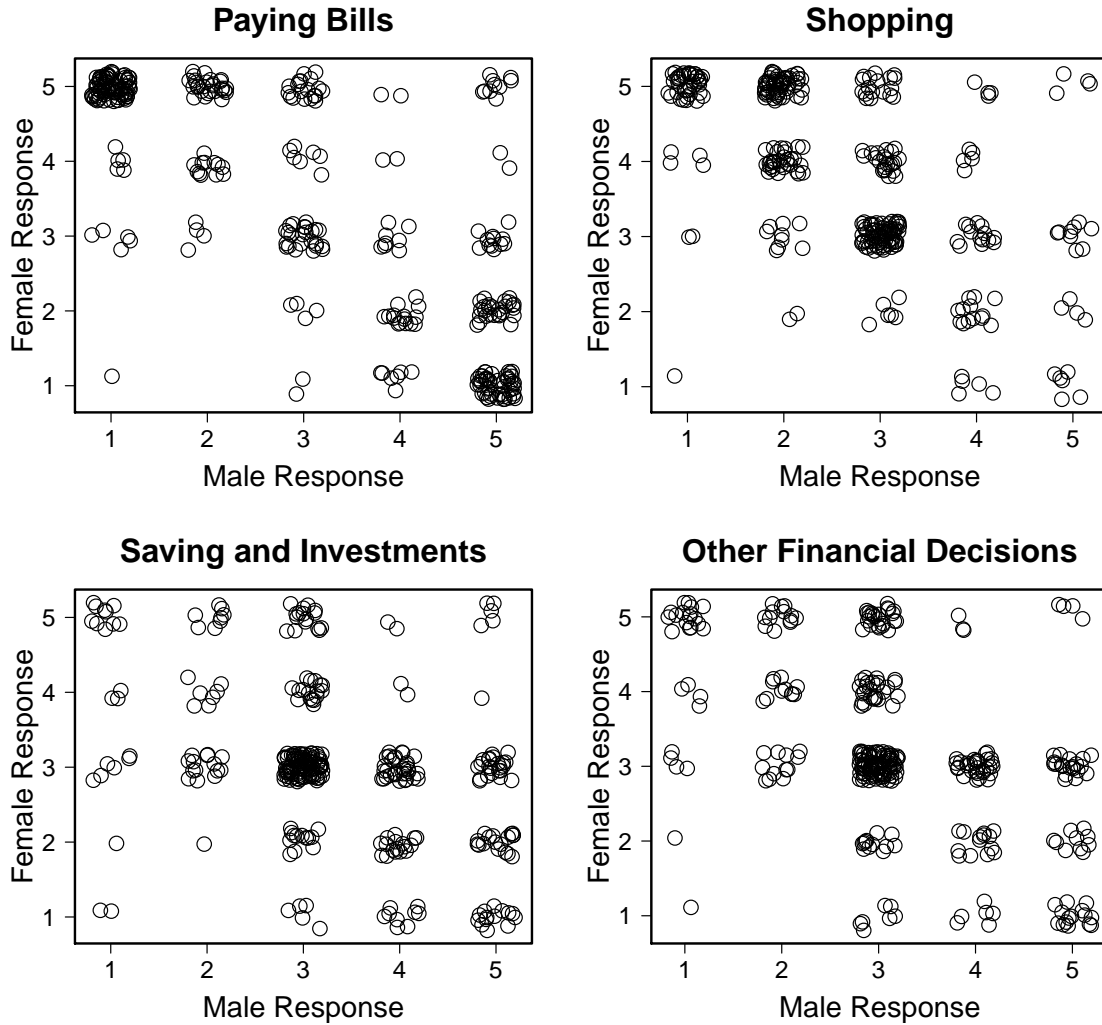 Paying Bills
Female Response
5
4
3
2
1
1 2 3 4 5
Male Response
Shopping
Female Response
5
4
3
2
1
1 2 3 4 5
Male Response
Saving and Investments
Female Response
5
4
3
2
1
1 2 3 4 5
Male Response
Other Financial Decisions
Female Response
5
4
3
2
1
1 2 3 4 5
Male Response